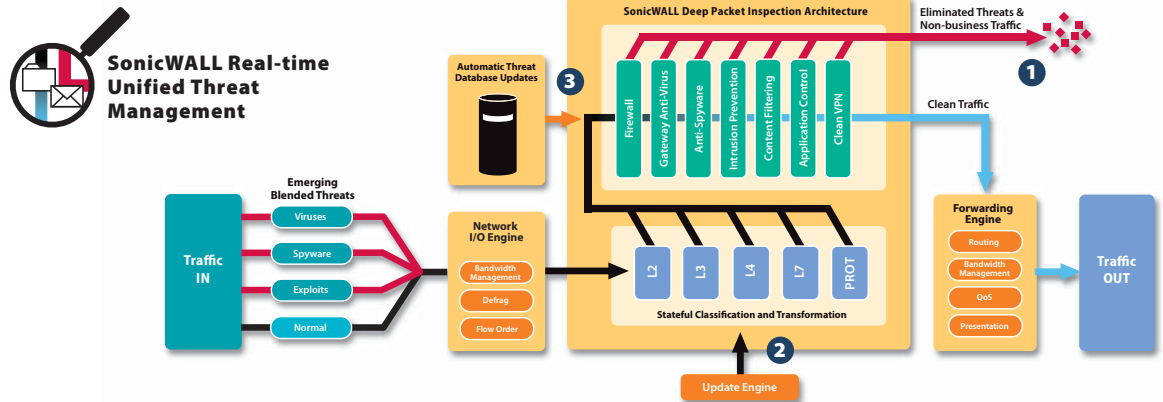 SonicWALL Real-time
Unified Threat
Management
SonicWALL Deep Packet Inspection Architecture
Eliminated Threats &
Non-business Traffic
1
Automatic Threat
Database Updates
3
Firewall
Gateway Anti-Virus
Anti-Spyware
Intrusion Prevention
Content Filtering
Application Control
Clean VPN
Clean Traffic
Emerging
Blended Threats
Traffic
IN
Viruses
Spyware
Exploits
Normal
Network
I/O Engine
Bandwidth
Management
Defrag
Flow Order
L2
L3
L4
L7
PROT
Stateful Classification and Transformation
2
Update Engine
Forwarding
Engine
Routing
Bandwidth
Management
QoS
Presentation
Traffic
OUT